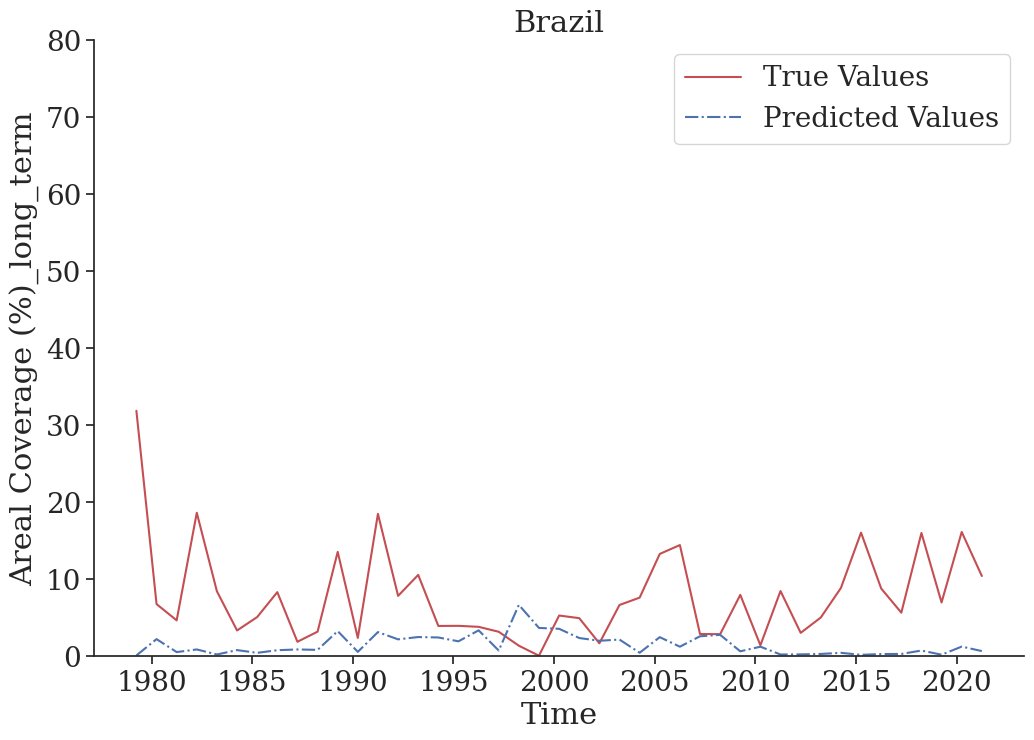 Brazil
True Values
Predicted Values
Areal Coverage (%)_long_term
80
70
60
50
40
30
20
10
0
1980 1985 1990 1995 2000 2005 2010 2015 2020
Time